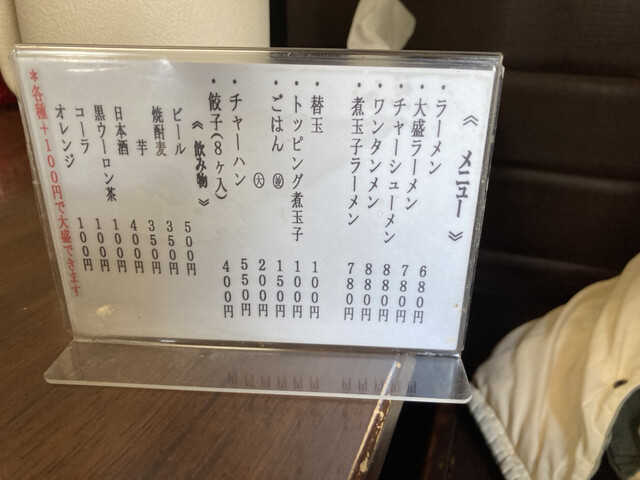 《 メニュー 》
・ラーメン 680円
・大盛ラーメン 780円
・チャーシューメン 880円
・ワンタンメン 880円
・煮玉子ラーメン 780円
・替玉 100円
・トッピング煮玉子 100円
・ごはん (普) 150円
(大) 200円
・チャーハン 550円
・餃子(8ヶ入) 400円
《 飲み物 》
ビール 500円
焼酎麦 350円
芋 350円
日本酒 400円
黒ウーロン茶 100円
コーラ 100円
オレンジ 100円
*各種+100円で大盛できます